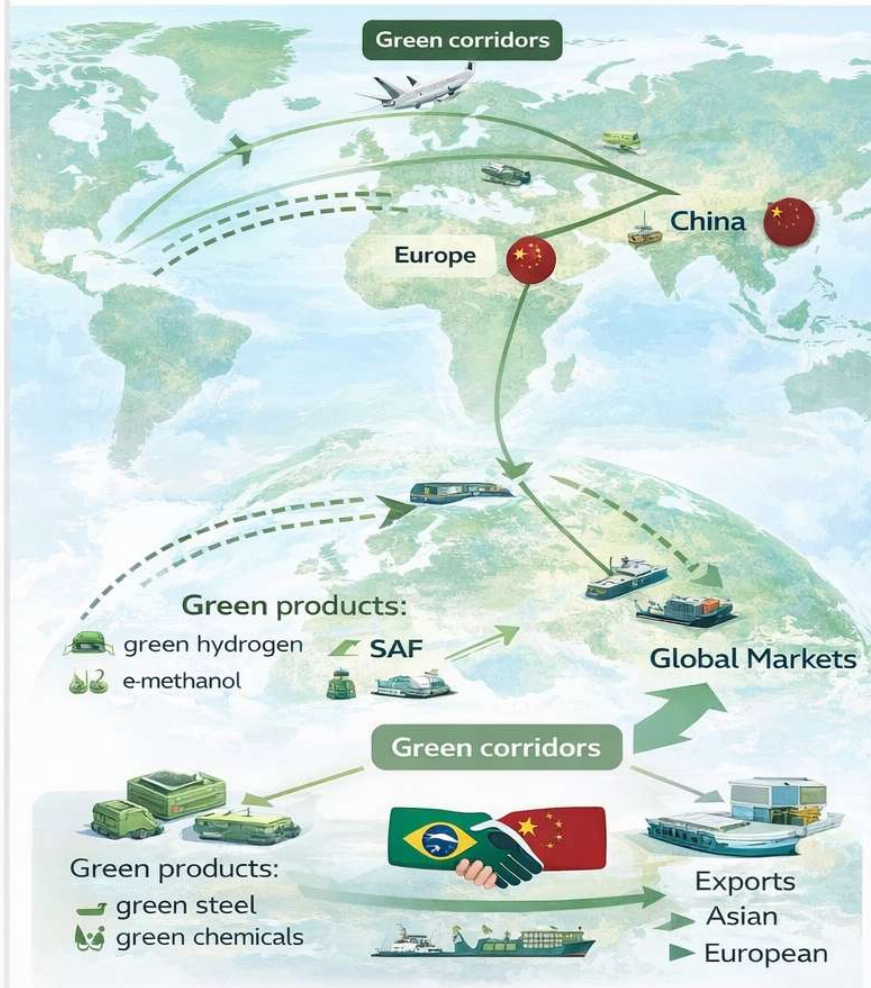 Green corridors
China
Europe
Green products:
green hydrogen
SAF
e-methanol
Global Markets
Green corridors
Green products:
green steel
green chemicals
Exports
Asian
European